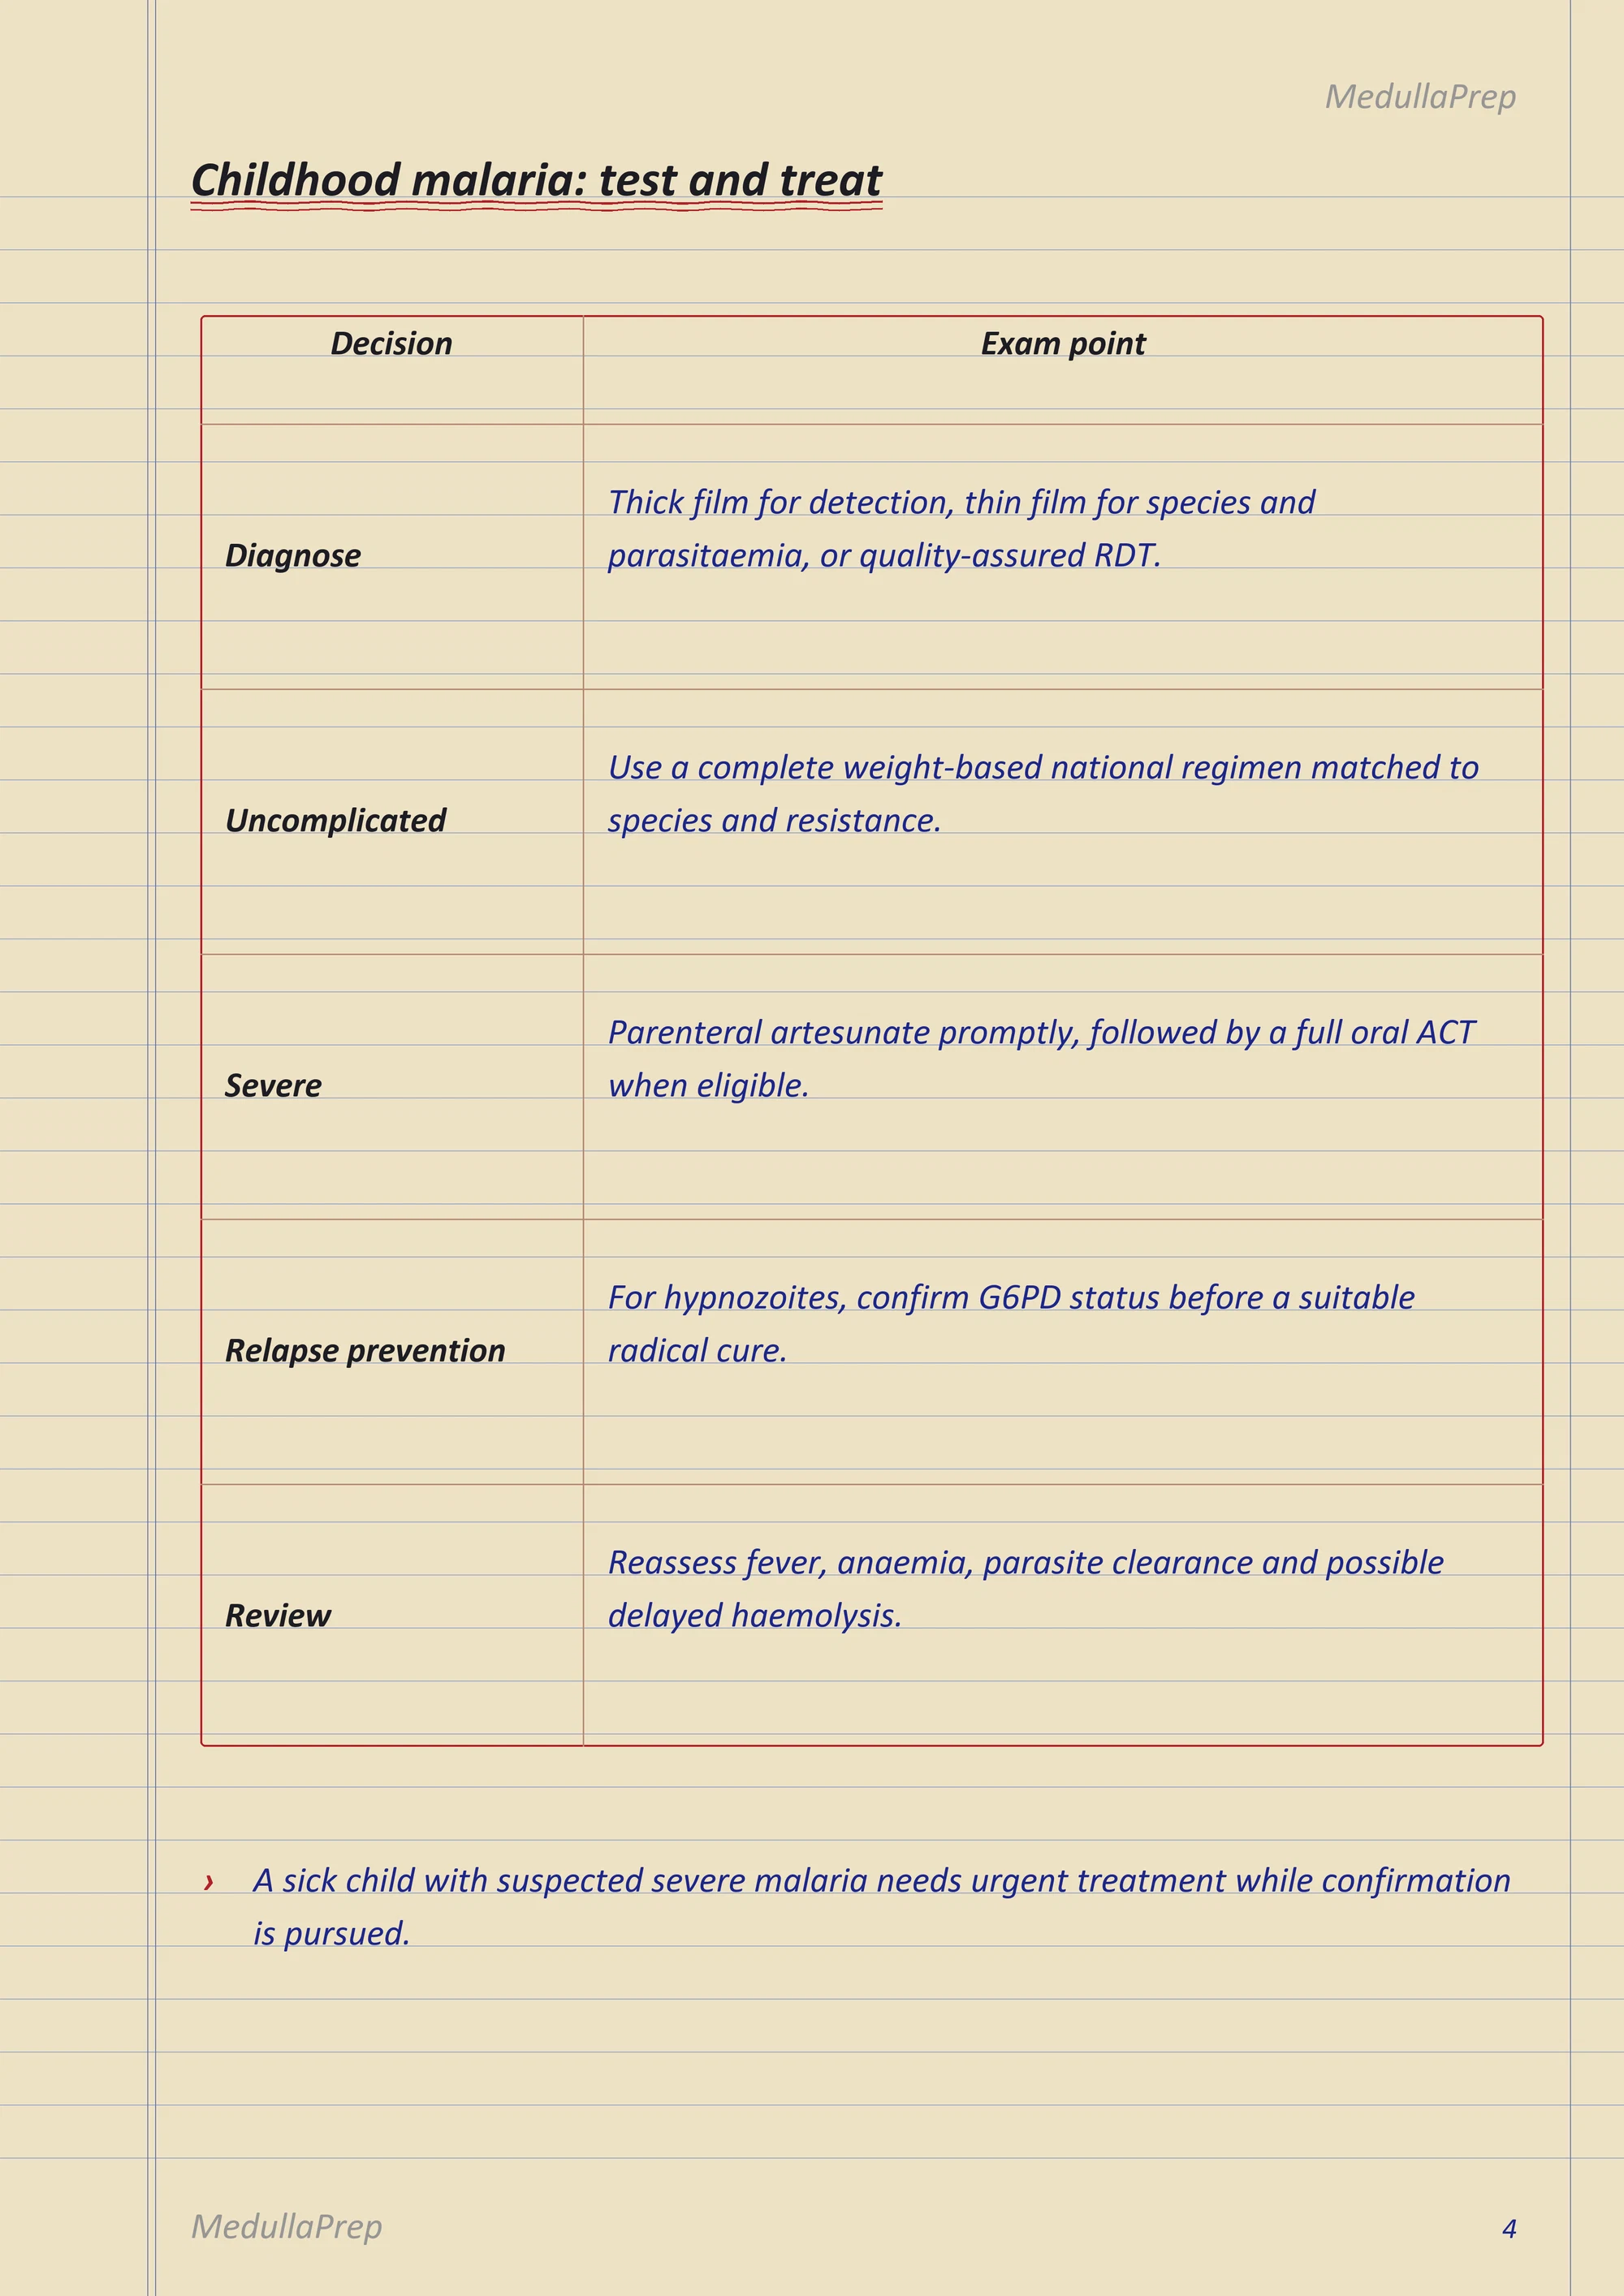 MedullaPrep
Childhood malaria: test and treat
Decision
Exam point
Diagnose
Thick film for detection, thin film for species and
parasitaemia, or quality-assured RDT.
Uncomplicated
Use a complete weight-based national regimen matched to
species and resistance.
Severe
Parenteral artesunate promptly, followed by a full oral ACT
when eligible.
Relapse prevention
For hypnozoites, confirm G6PD status before a suitable
radical cure.
Review
Reassess fever, anaemia, parasite clearance and possible
delayed haemolysis.
› A sick child with suspected severe malaria needs urgent treatment while confirmation
is pursued.
MedullaPrep
4